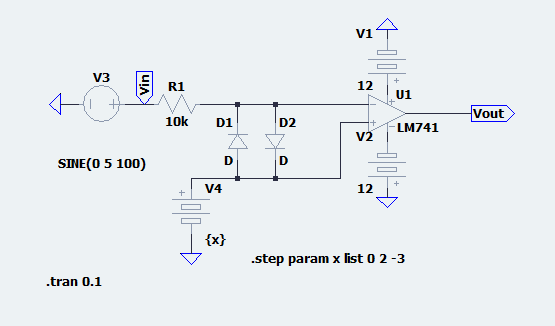 V1
V3
Vin
R1
12
U1
10k
D1
D2
Vout
LM741
V2
SINE(0 5 100)
D
D
V4
12
{x}
.step param x list 0 2 -3
.tran 0.1